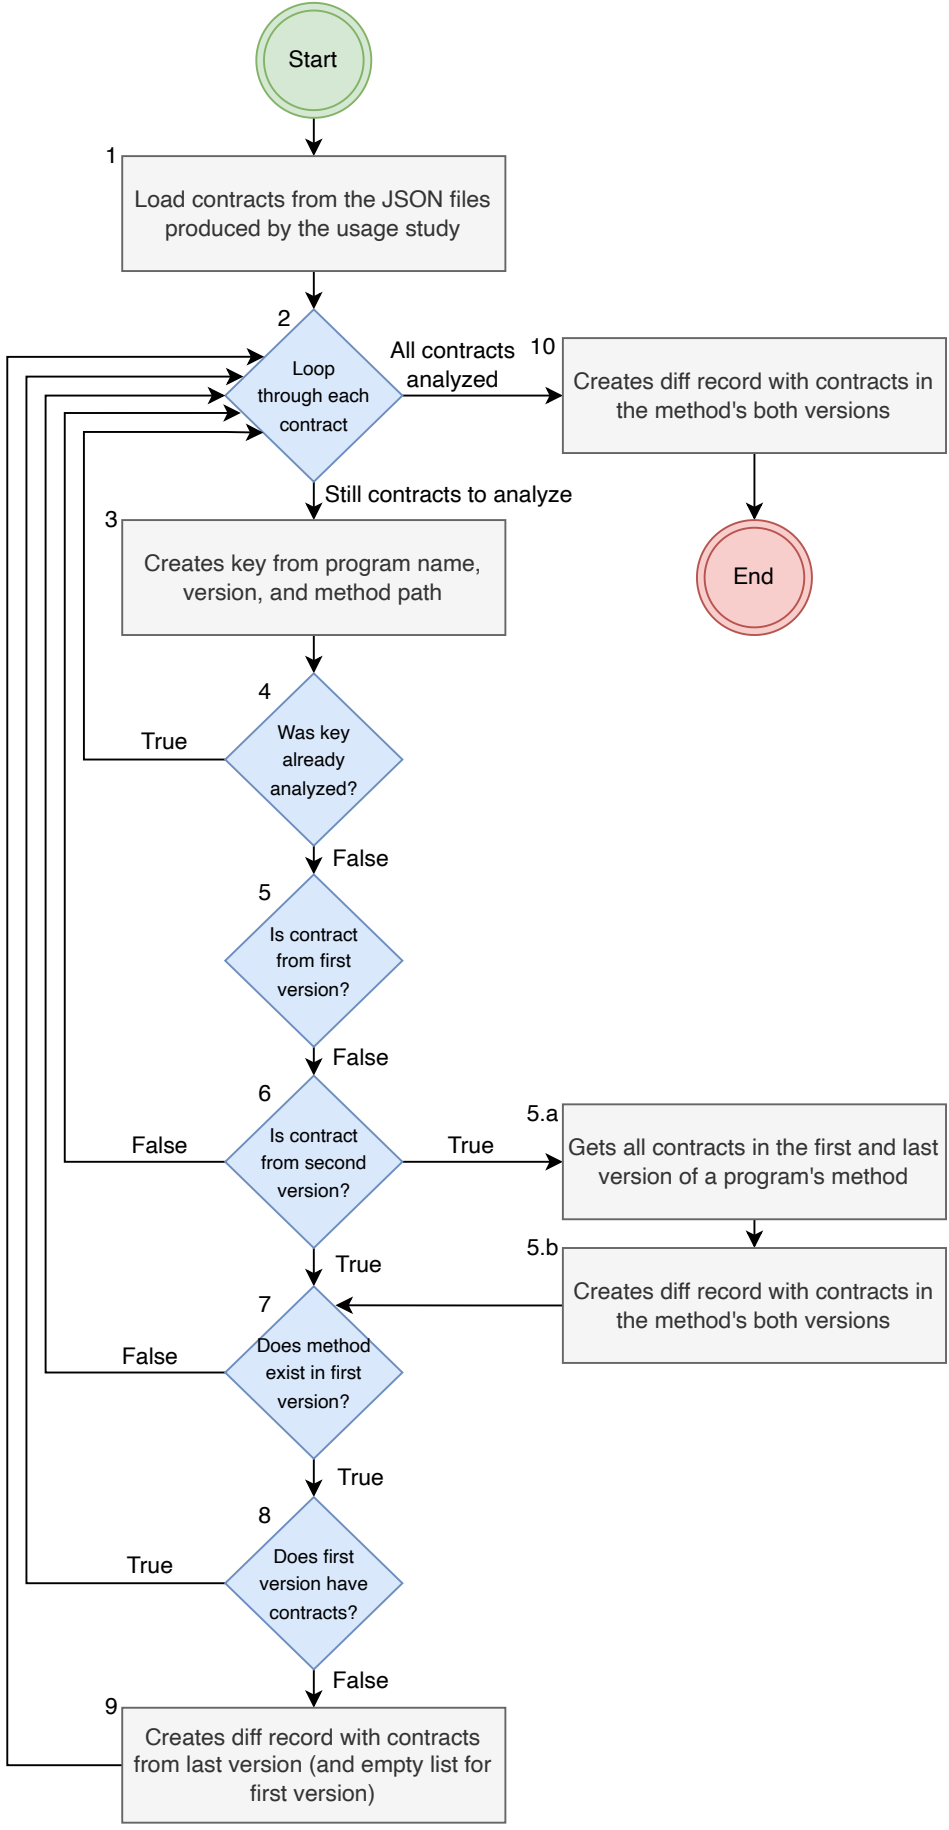 Start
1
Load contracts from the JSON files
produced by the usage study
2
Loop
through each
contract
All contracts
analyzed
10
Creates diff record with contracts in
the method's both versions
End
Still contracts to analyze
3
Creates key from program name,
version, and method path
4
Was key
already
analyzed?
True
False
5
Is contract
from first
version?
False
6
Is contract
from second
version?
False
True
5.a
Gets all contracts in the first and last
version of a program's method
5.b
Creates diff record with contracts in
the method's both versions
True
7
Does method
exist in first
version?
False
True
8
Does first
version have
contracts?
True
False
9
Creates diff record with contracts
from last version (and empty list for
first version)